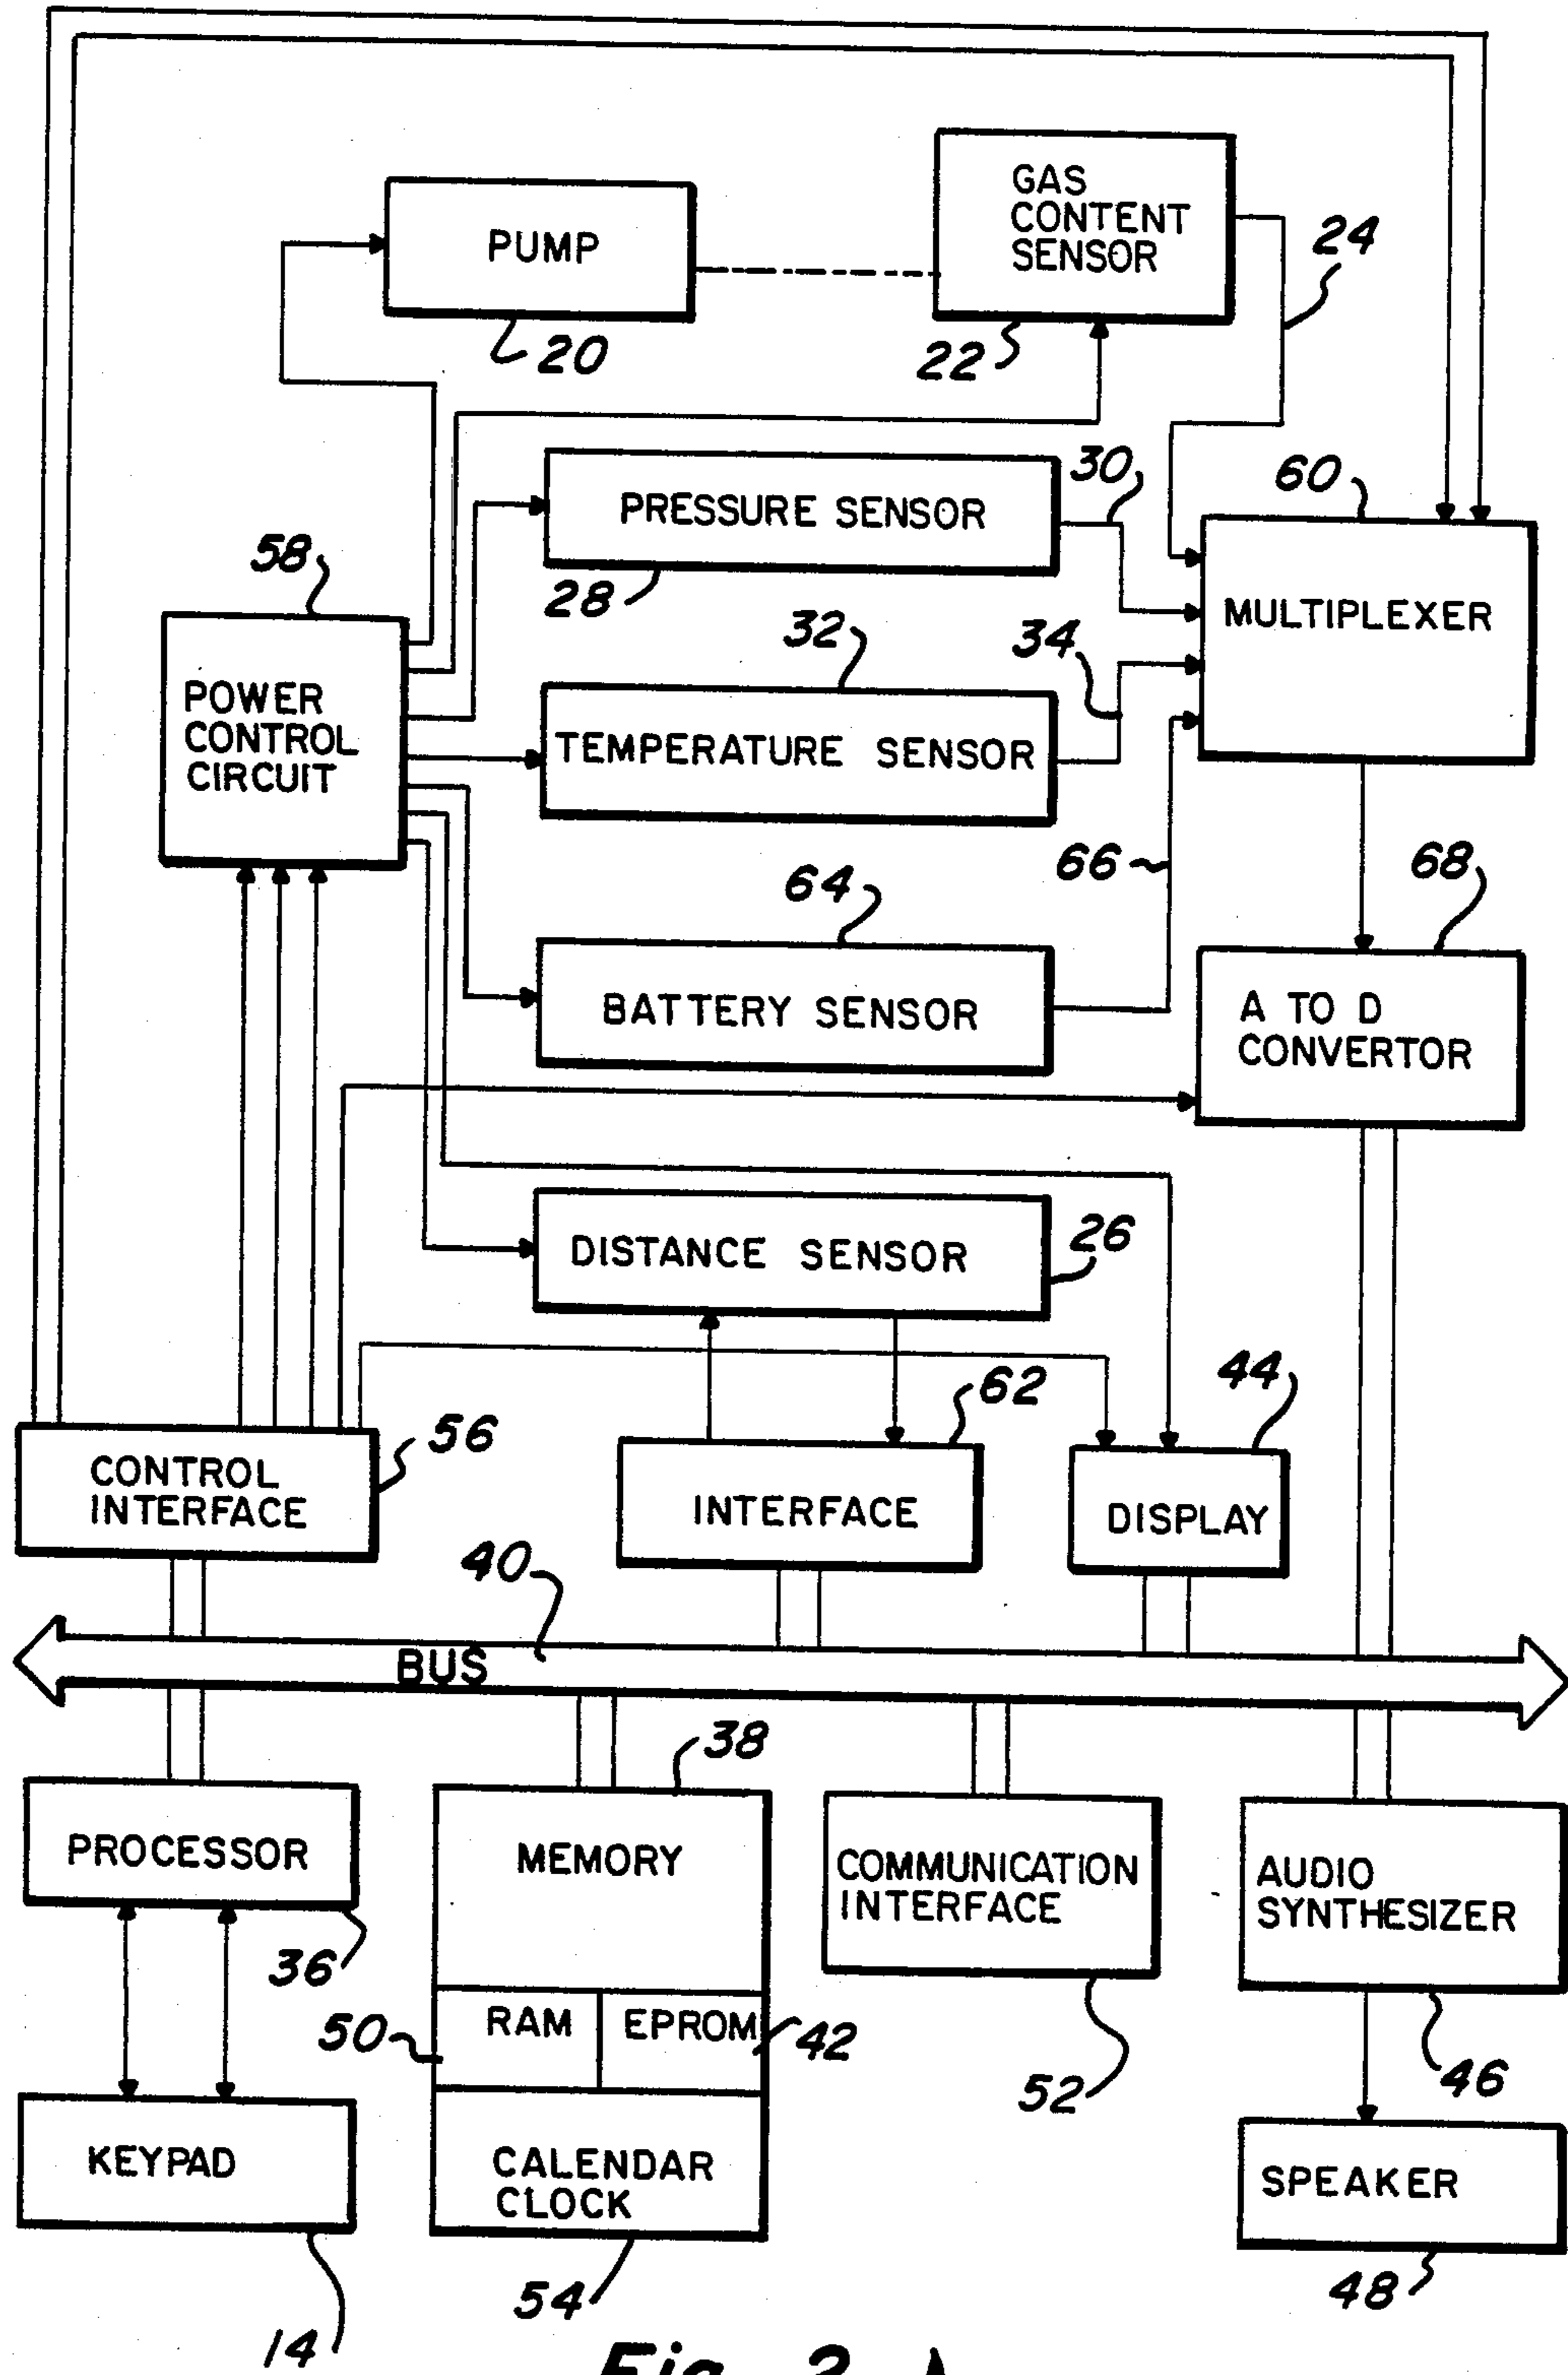 GAS
CONTENT
SENSOR
24
PUMP
20
22
30
60
PRESSURE SENSOR
58
28
MULTIPLEXER
32
34
POWER
CONTROL
CIRCUIT
TEMPERATURE SENSOR
66
68
64
BATTERY SENSOR
A TO D
CONVERTOR
DISTANCE SENSOR
26
62
44
56
CONTROL
INTERFACE
INTERFACE
DISPLAY
40
BUS
38
PROCESSOR
MEMORY
COMMUNICATION
INTERFACE
AUDIO
SYNTHESIZER
36
50
RAM
EPROM
42
52
46
KEYPAD
CALENDAR
CLOCK
SPEAKER
54
48
14
Fig. 2A